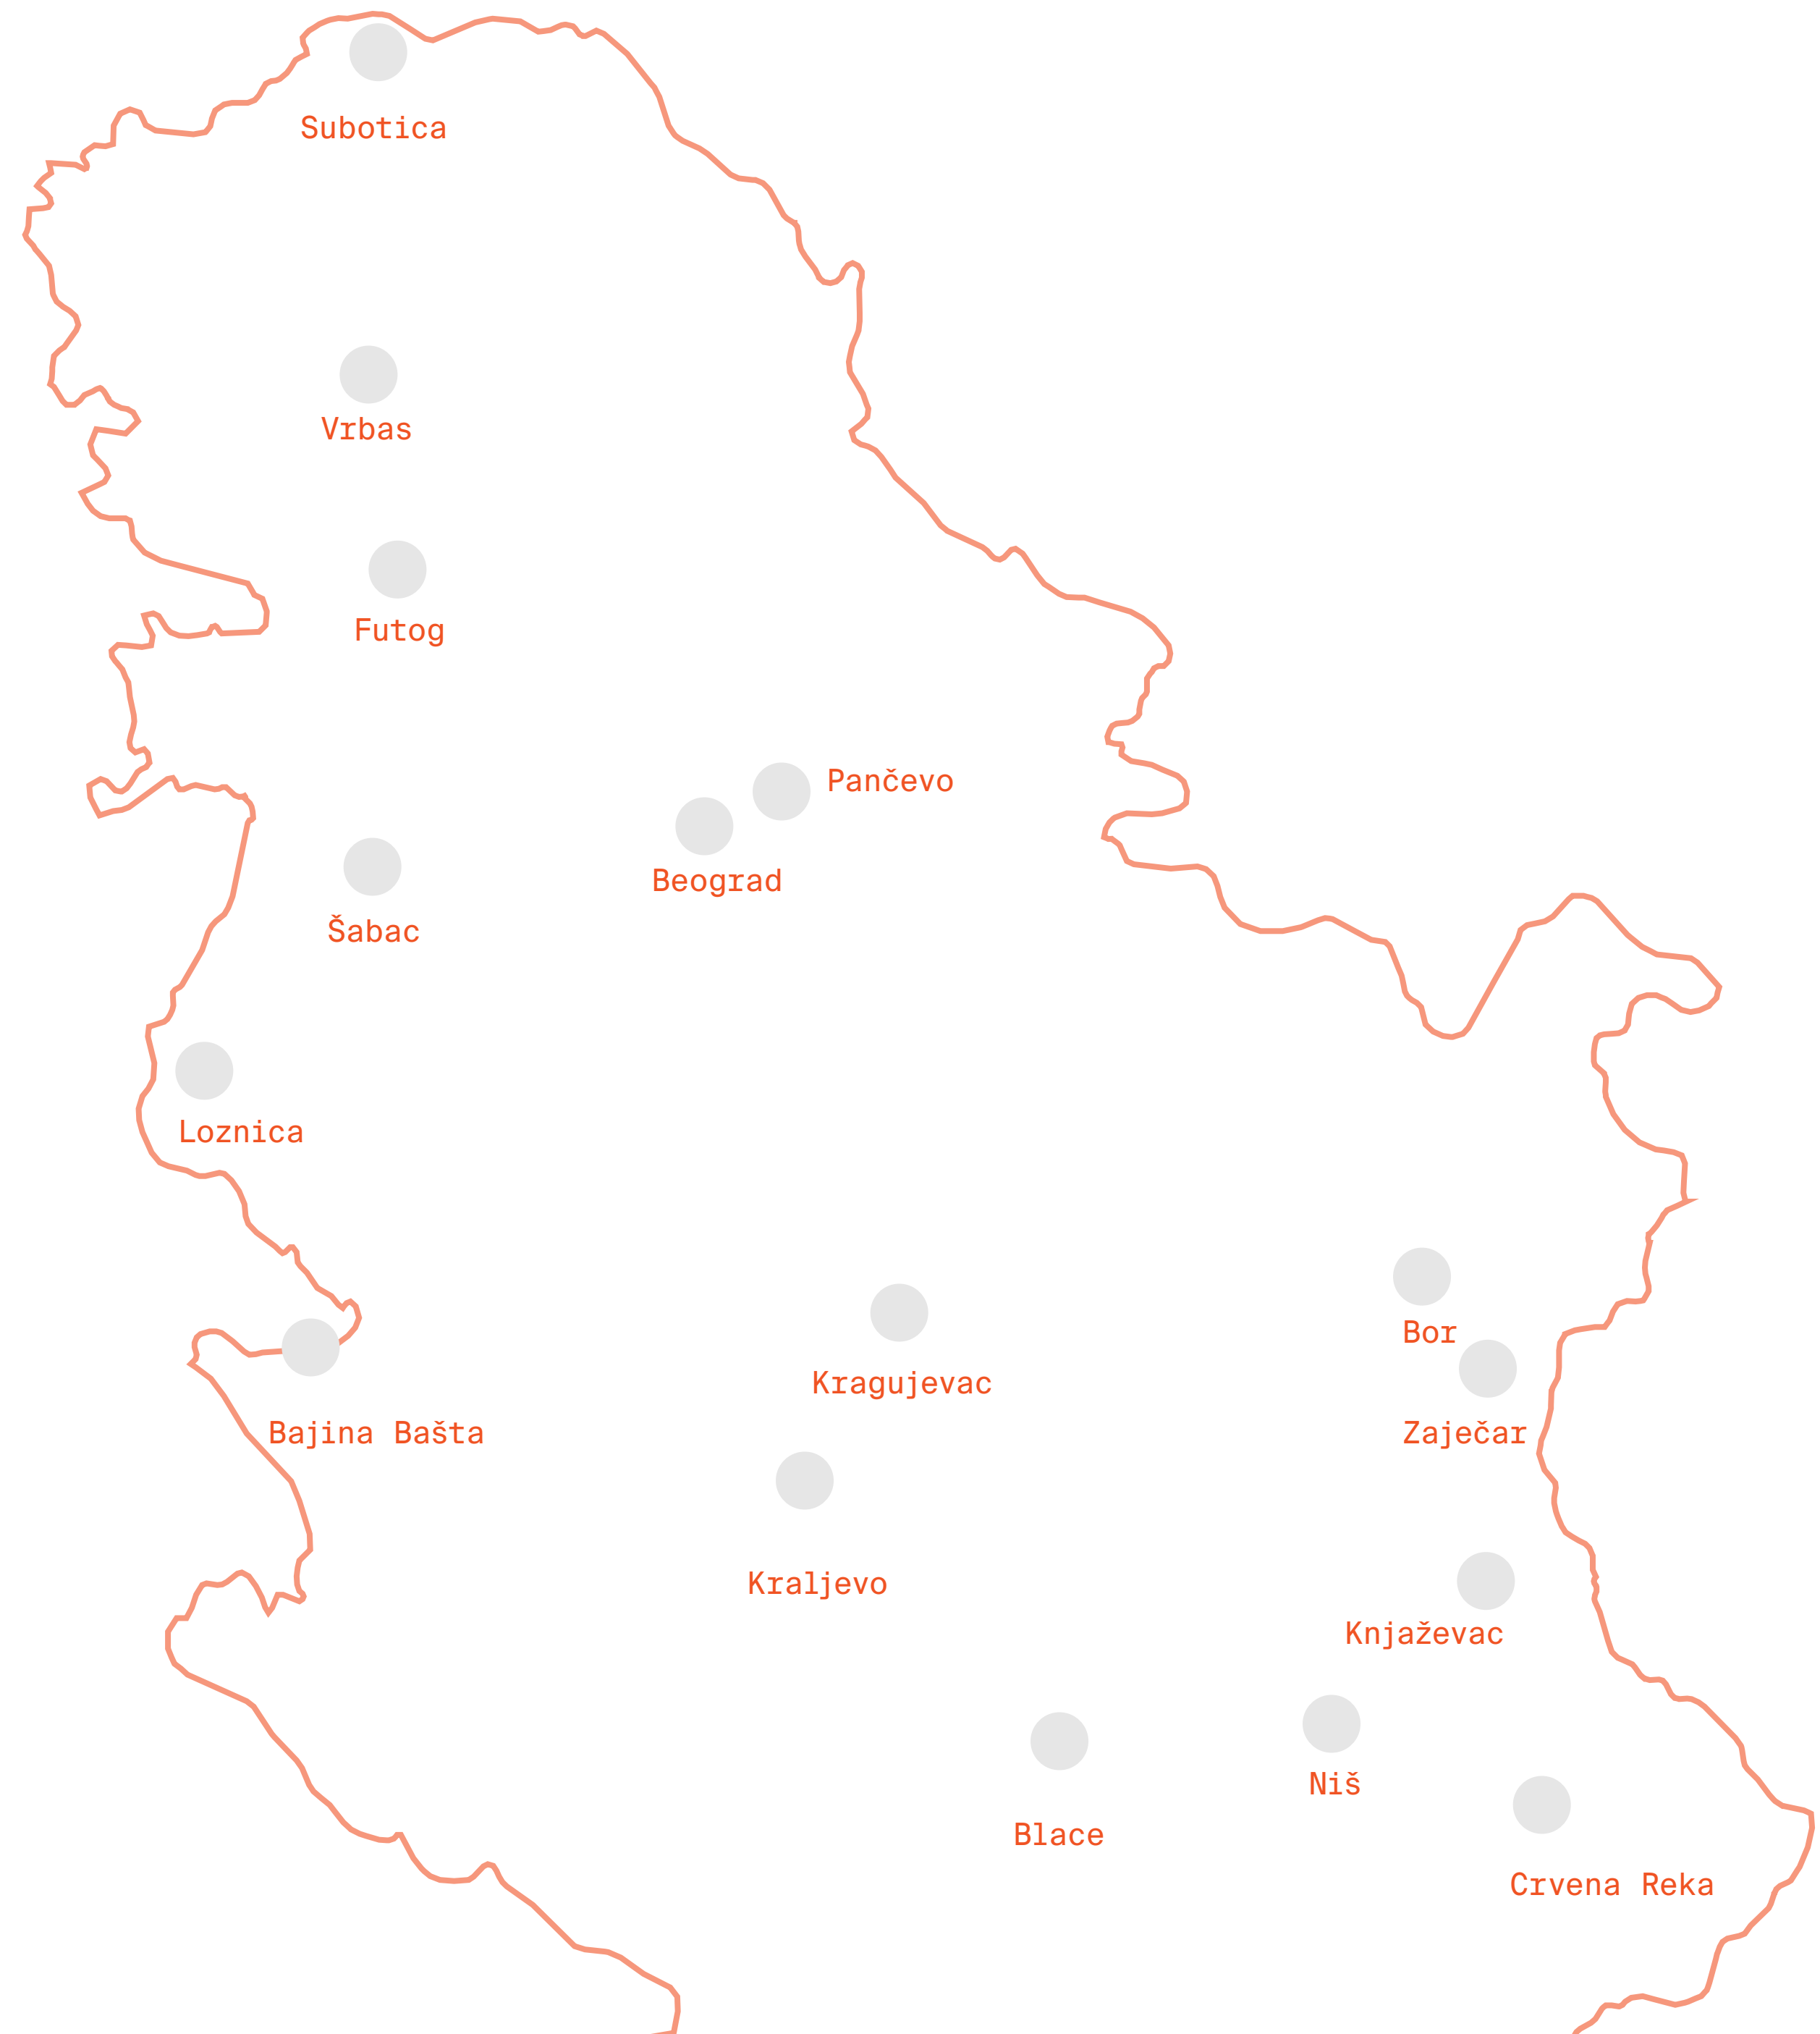 Subotica
Vrbas
Futog
Pančevo
Beograd
Šabac
Loznica
Bor
Kragujevac
Bajina Bašta
Zaječar
Kraljevo
Knjaževac
Niš
Blace
Crvena Reka